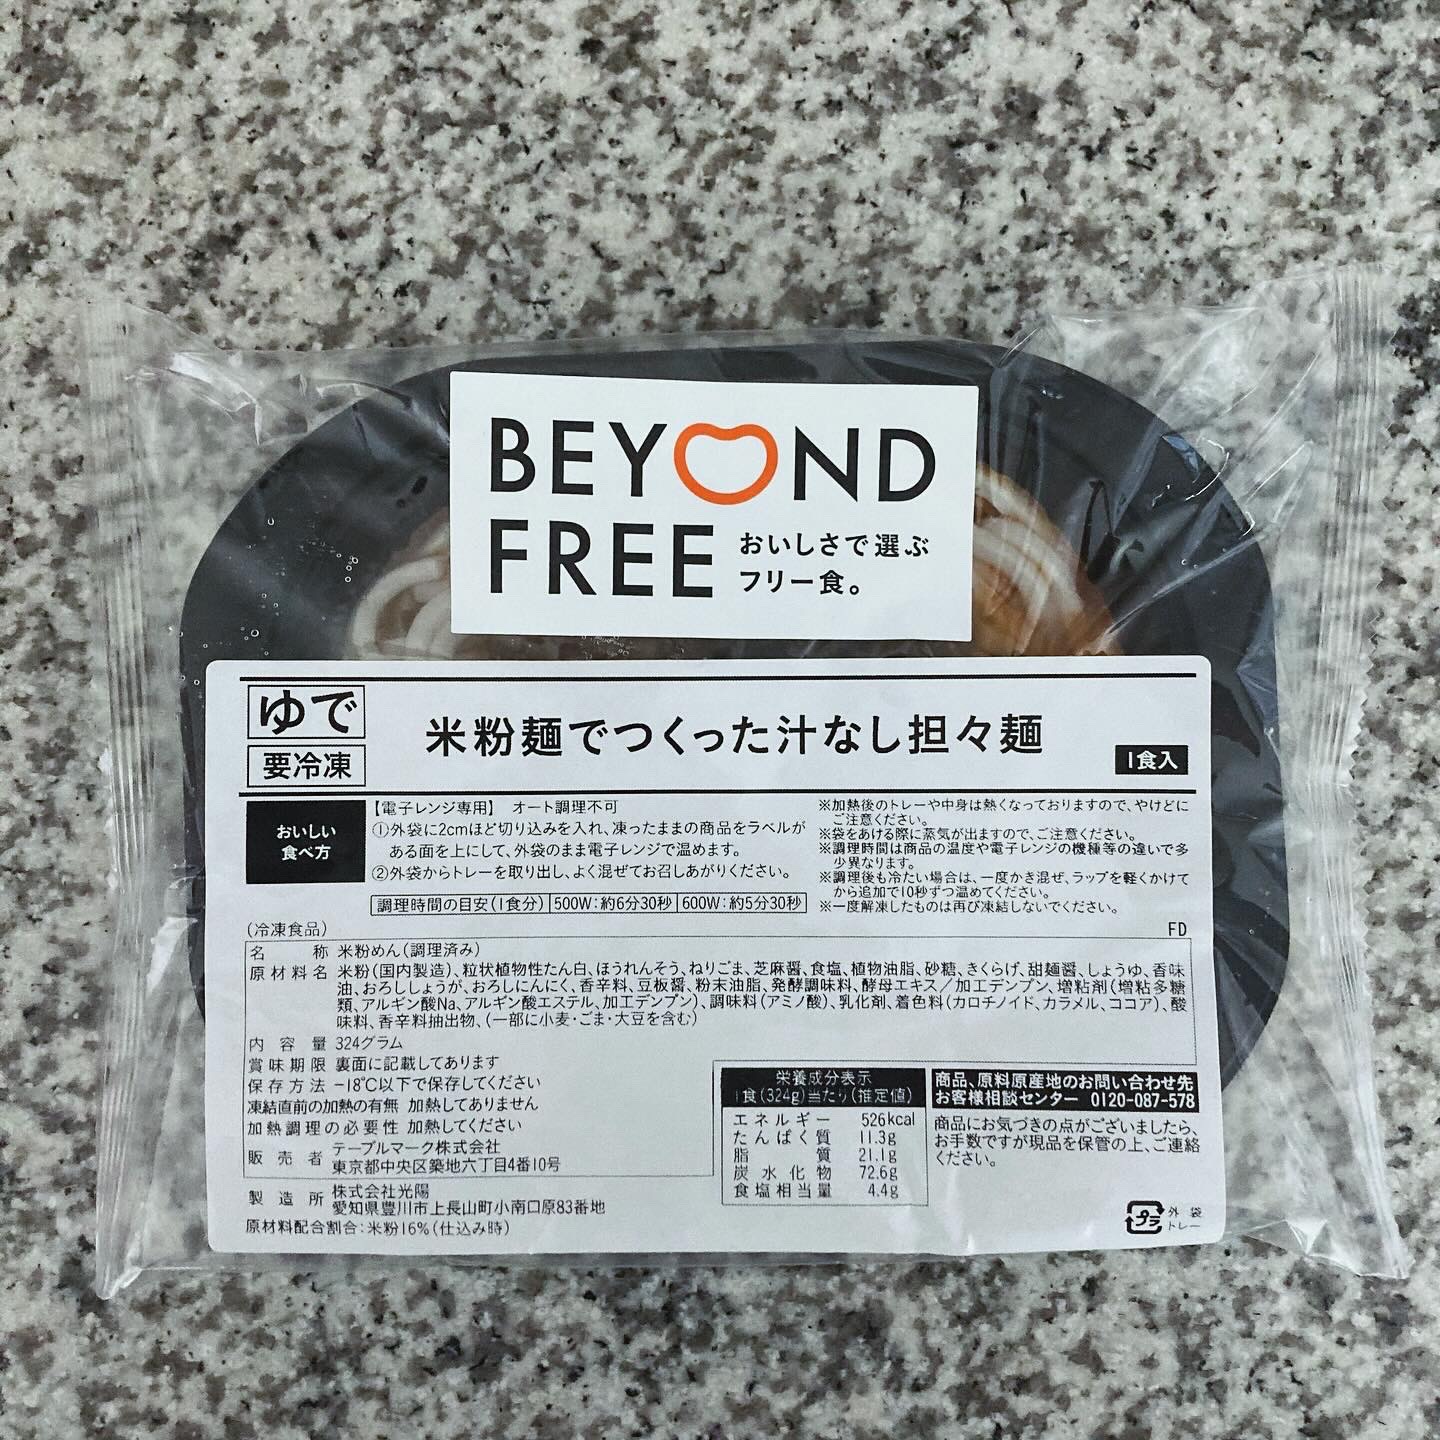 BEYOND
FREE
おいしさで選ぶ
フリー食。
ゆで
要冷凍
米粉麺でつくった汁なし担々麺
1食入
おいしい
食べ方
【電子レンジ専用】 オート調理不可
①外袋に2cmほど切り込みを入れ、凍ったままの商品をラベルが
ある面を上にして、外袋のまま電子レンジで温めます。
②外袋からトレーを取り出し、よく混ぜてお召しあがりください。
調理時間の目安(1食分) 500W:約6分30秒 600W:約5分30秒
※加熱後のトレーや中身は熱くなっておりますので、やけどに
ご注意ください。
※袋をあける際に蒸気が出ますので、ご注意ください。
※調理時間は商品の温度や電子レンジの機種等の違いで多
少異なります。
※調理後も冷たい場合は、一度かき混ぜ、ラップを軽くかけて
から追加で10秒ずつ温めてください。
※一度解凍したものは再び凍結しないでください。
(冷凍食品)
FD
名称 米粉めん(調理済み)
原材料名 米粉(国内製造)、粒状植物性たん白、ほうれんそう、ねりごま、芝麻醤、食塩、植物油脂、砂糖、きくらげ、甜麺醤、しょうゆ、香味
油、おろししょうが、おろしにんにく、香辛料、豆板醤、粉末油脂、発酵調味料、酵母エキス/加工デンプン、増粘剤(増粘多糖
類、アルギン酸Na、アルギン酸エステル、加工デンプン)、調味料(アミノ酸)、乳化剤、着色料(カロチノイド、カラメル、ココア)、酸
味料、香辛料抽出物、(一部に小麦・ごま・大豆を含む)
内容量 324グラム
賞味期限 裏面に記載してあります
保存方法 -18℃以下で保存してください
凍結直前の加熱の有無 加熱してありません
加熱調理の必要性 加熱してください
販売者 テーブルマーク株式会社
東京都中央区築地六丁目4番10号
製造所 株式会社光陽
愛知県豊川市上長山町小南口原83番地
原材料配合割合:米粉16%(仕込み時)
栄養成分表示
1食(324g)当たり(推定値)
エネルギー 526kcal
たんぱく質 11.3g
脂質 21.1g
炭水化物 72.6g
食塩相当量 4.4g
商品、原料原産地のお問い合わせ先
お客様相談センター 0120-087-578
商品にお気づきの点がございましたら、
お手数ですが現品を保管の上、ご連絡
ください。
プラ
外袋
トレー